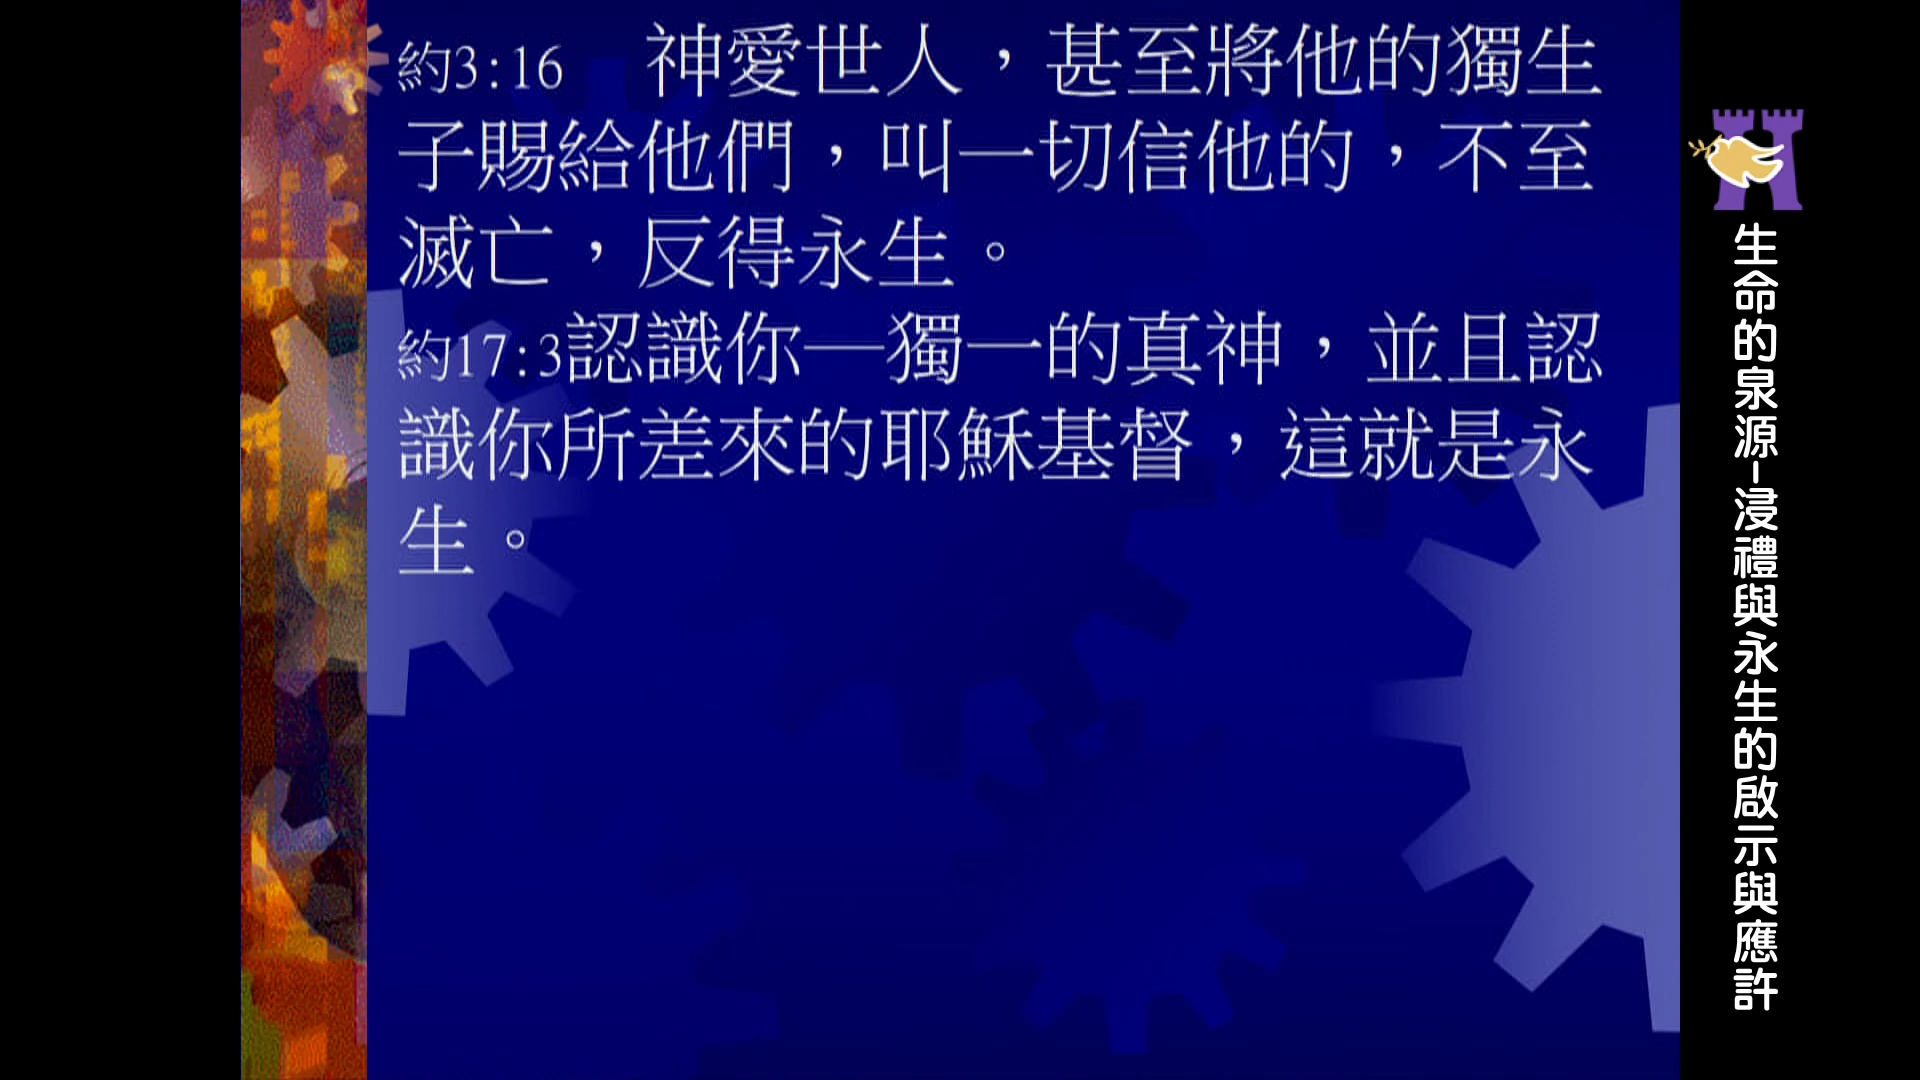 約3:16　神愛世人，甚至將他的獨生
子賜給他們，叫一切信他的，不至
滅亡，反得永生。
約17:3認識你—獨一的真神，並且認
識你所差來的耶穌基督，這就是永
生。
生命的泉源-浸禮與永生的啟示與應許